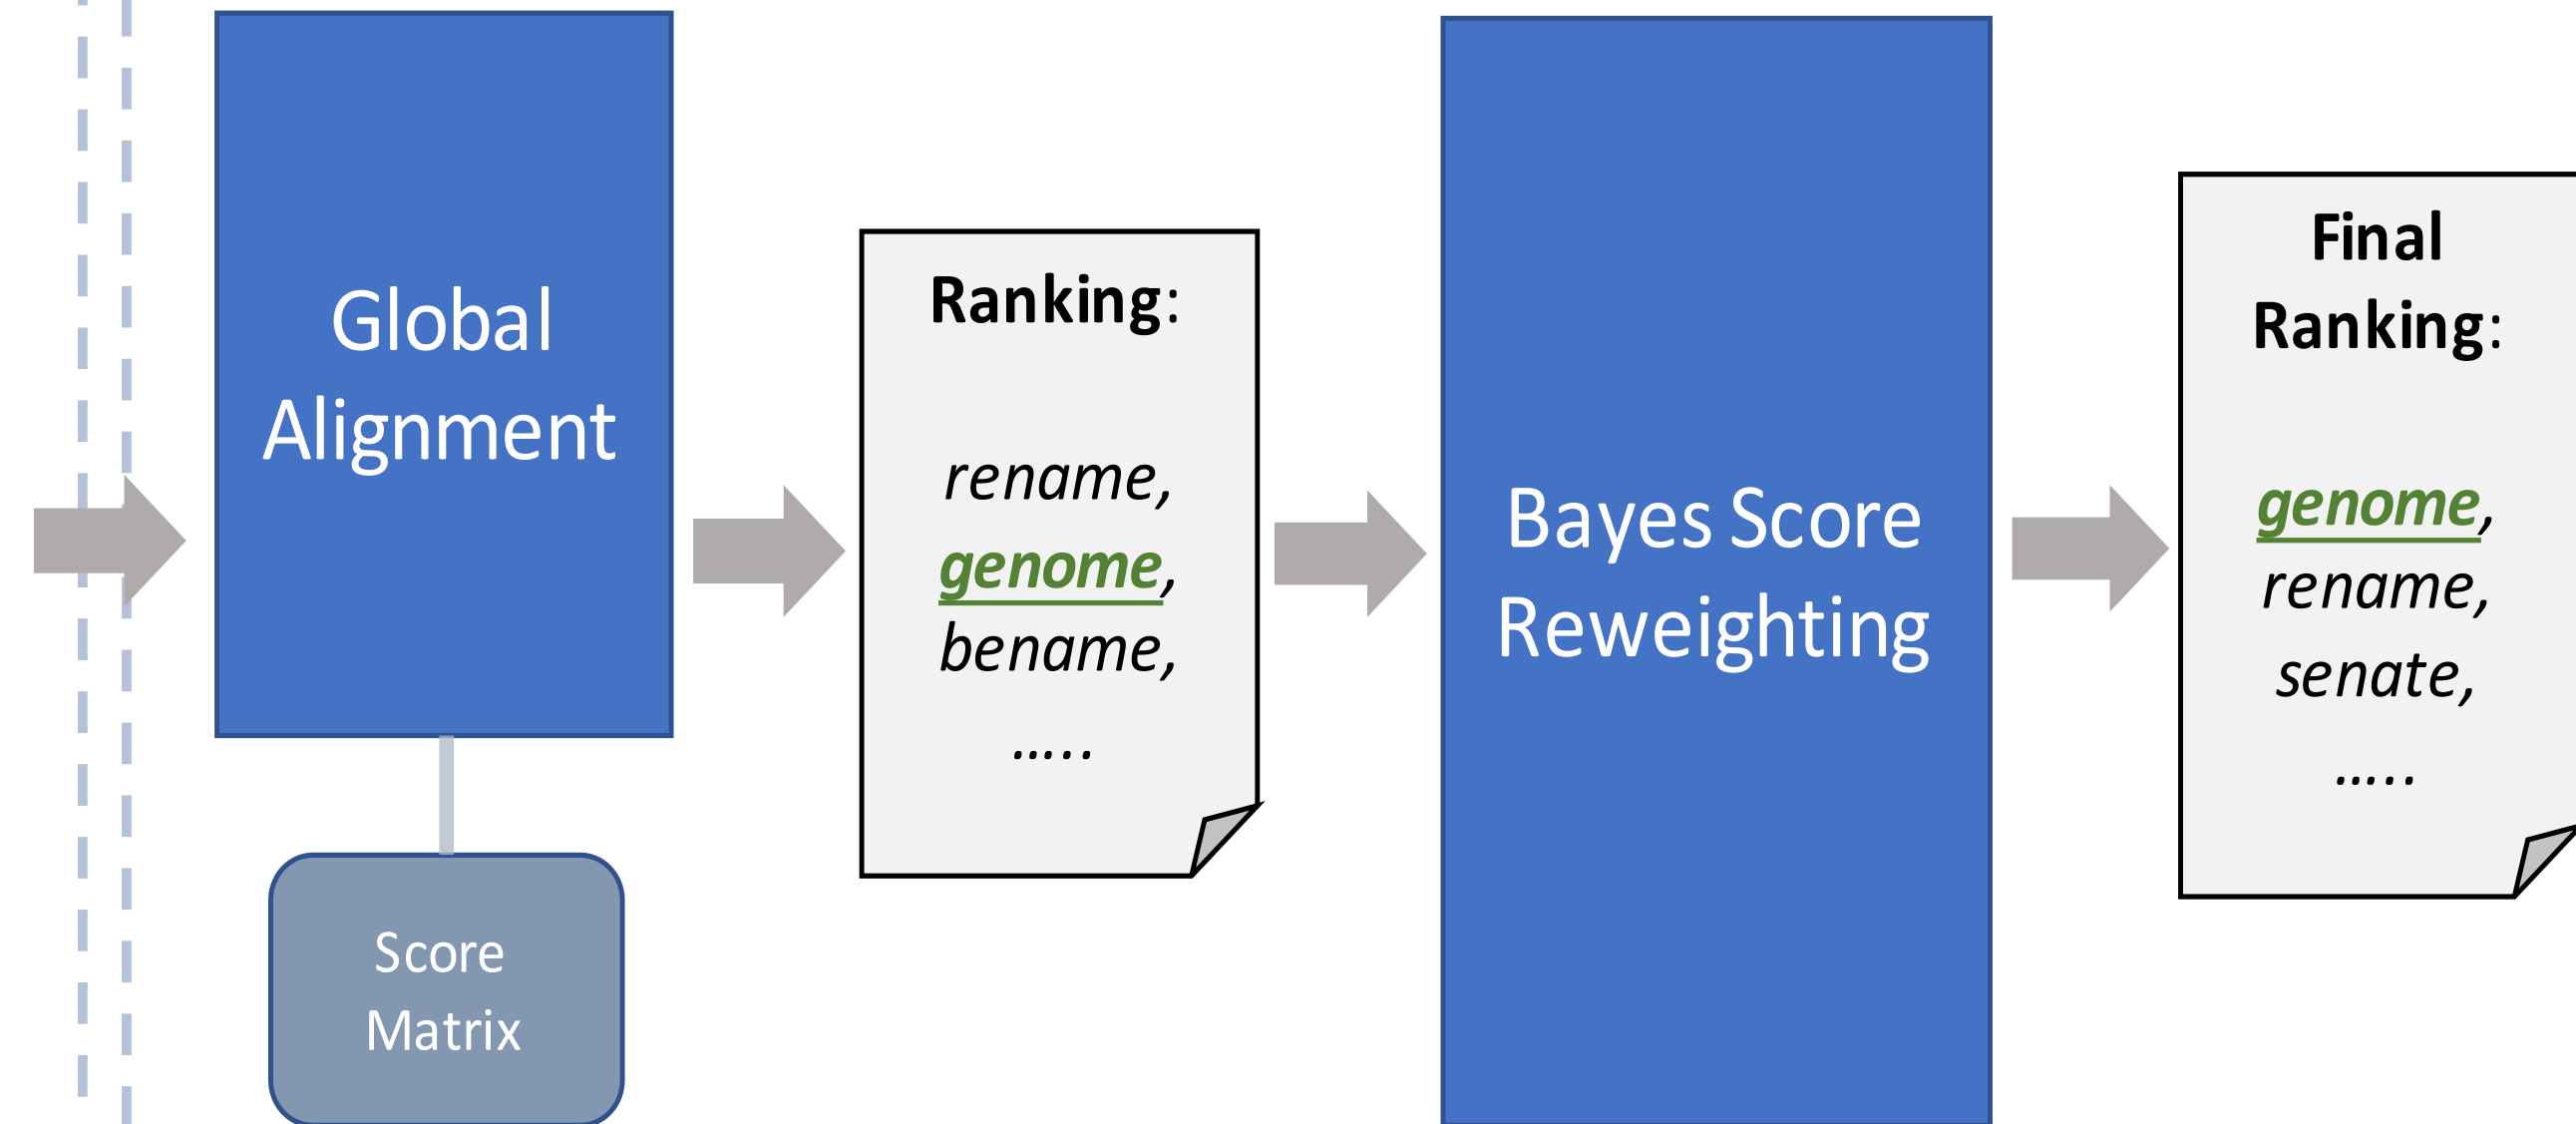 Global
Alignment
Score
Matrix
Ranking:
rename,
genome,
bename,
.....
Bayes Score
Reweighting
Final
Ranking:
genome,
rename,
senate,
.....